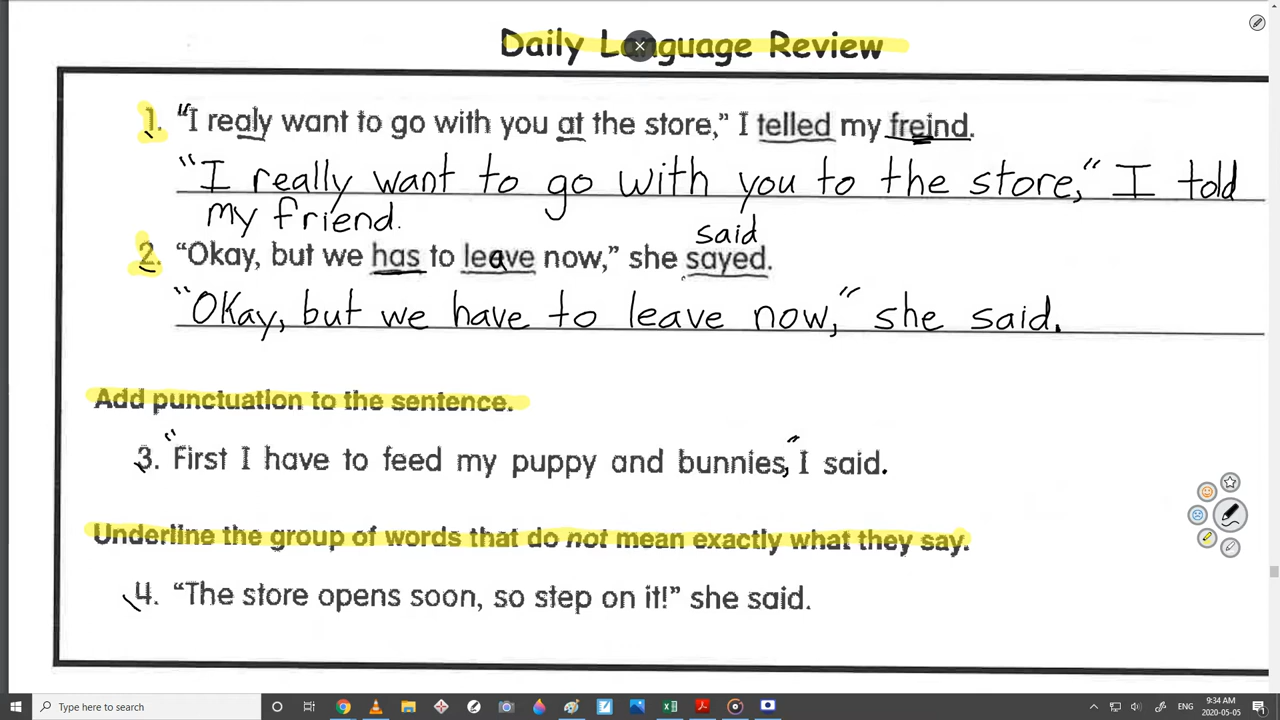 Daily Language Review
1. "I realy want to go with you at the store," I telled my freind.
"I really want to go with you to the store," I told
my friend.
said
2. "Okay, but we has to leave now," she sayed.
"Okay, but we have to leave now," she said.
Add punctuation to the sentence.
3. "First I have to feed my puppy and bunnies," I said.
Underline the group of words that do not mean exactly what they say.
4. "The store opens soon, so step on it!" she said.
Type here to search
ENG
9:34 AM
2020-05-05